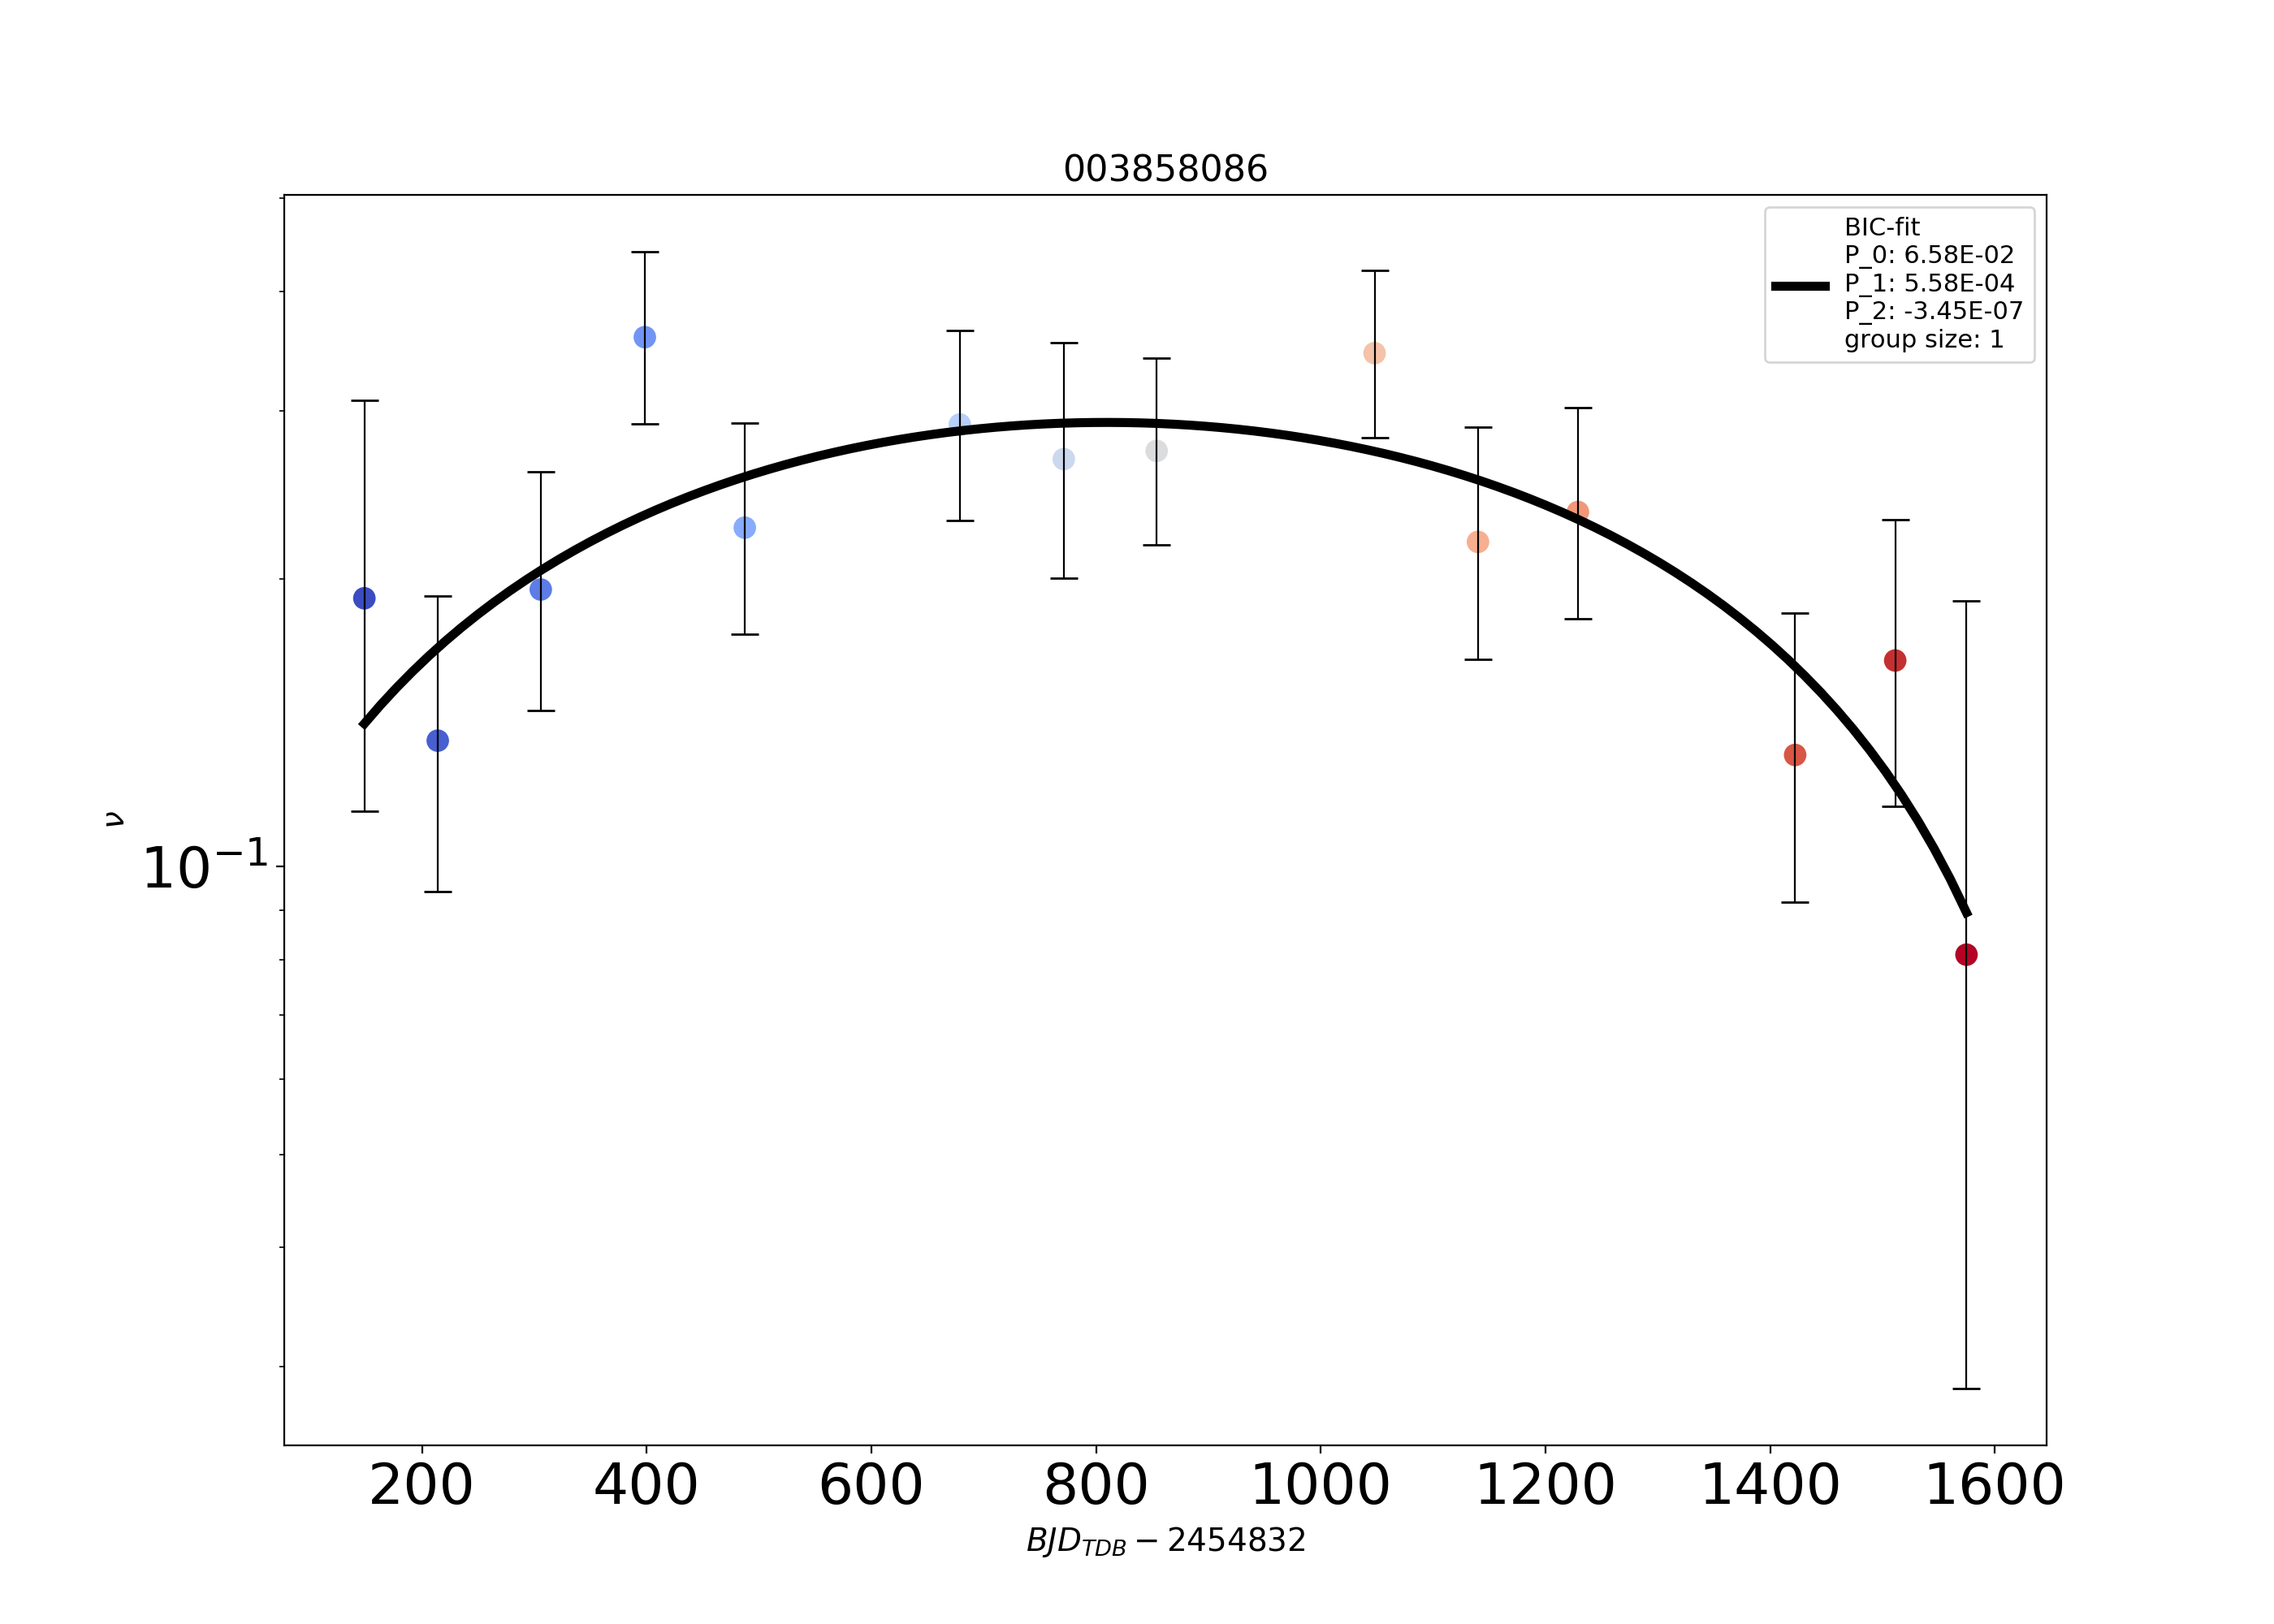 003858086
BIC-fit
P_0: 6.58E-02
P_1: 5.58E-04
P_2: -3.45E-07
group size: 1
ν
10⁻¹
200 400 600 800 1000 1200 1400 1600
BJD_TDB − 2454832